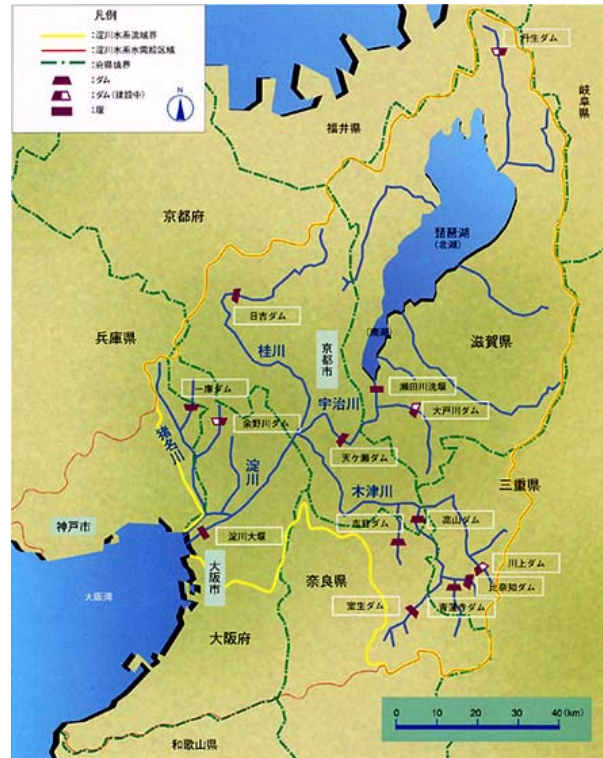 凡例
:淀川水系流域界
:淀川水系水需給区域
:府県境界
:ダム
:ダム(建設中)
:堰
N
丹生ダム
岐阜県
福井県
京都府
琵琶湖
(北湖)
日吉ダム
兵庫県
京都市
(南湖)
滋賀県
桂川
瀬田川洗堰
一庫ダム
宇治川
大戸川ダム
余野川ダム
猪名川
淀川
天ケ瀬ダム
木津川
三重県
神戸市
高山ダム
淀川大堰
布目ダム
川上ダム
大阪市
奈良県
比奈知ダム
大阪湾
室生ダム
青蓮寺ダム
大阪府
0 10 20 30 40(km)
和歌山県